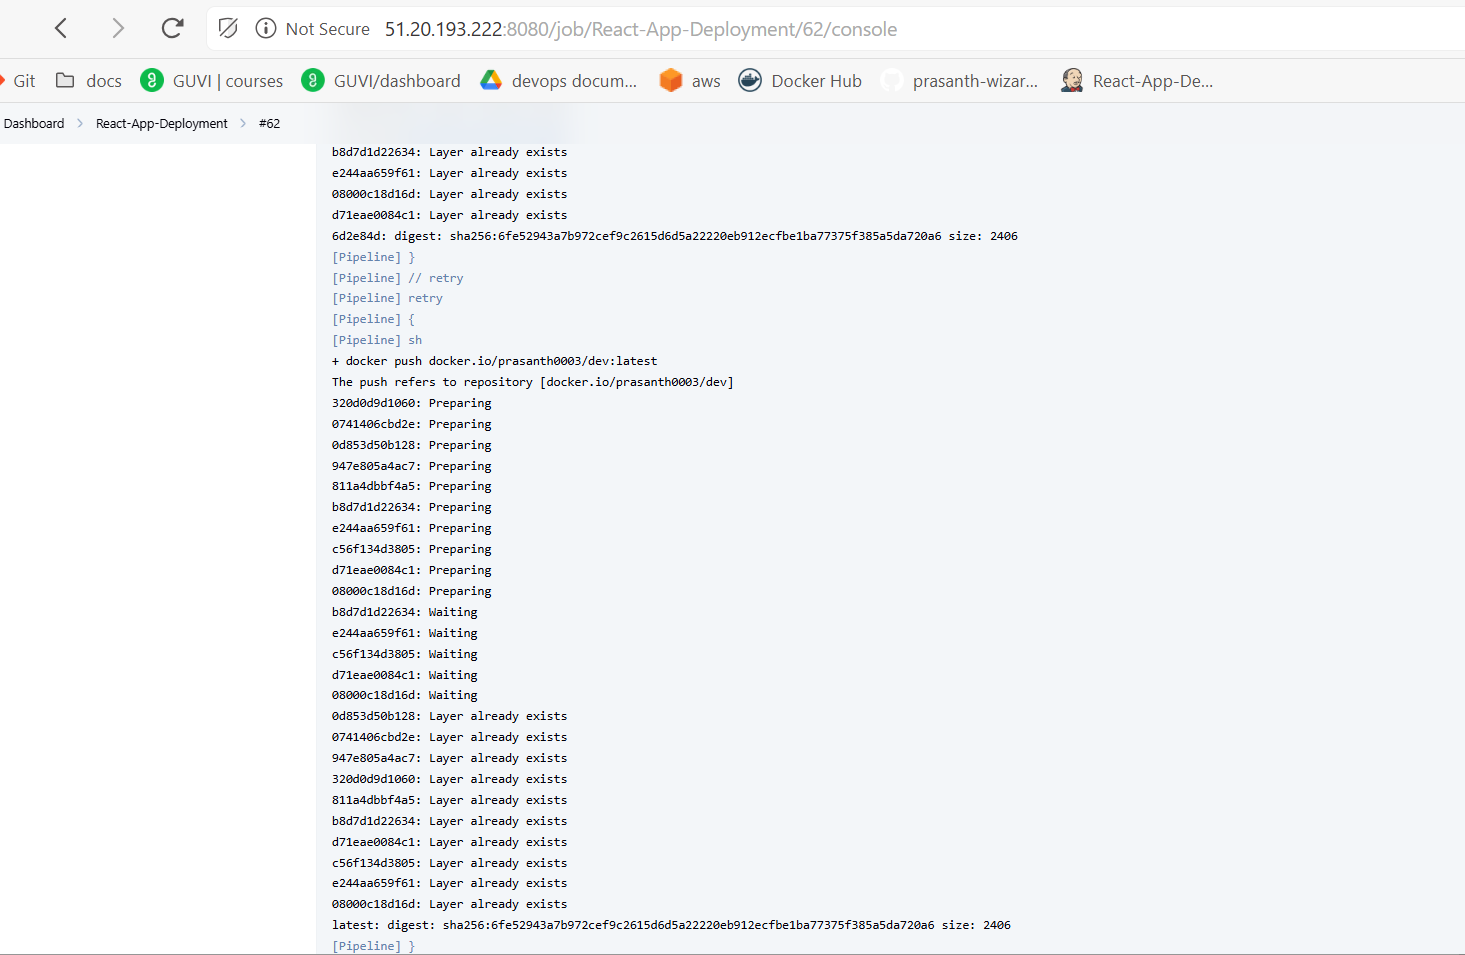 Not Secure 51.20.193.222:8080/job/React-App-Deployment/62/console
Git docs GUVI | courses GUVI/dashboard devops docum... aws Docker Hub prasanth-wizar... React-App-De...
Dashboard > React-App-Deployment > #62
b8d7d1d22634: Layer already exists
e244aa659f61: Layer already exists
08000c18d16d: Layer already exists
d71eae0084c1: Layer already exists
6d2e84d: digest: sha256:6fe52943a7b972cef9c2615d6d5a22220eb912ecfbe1ba77375f385a5da720a6 size: 2406
[Pipeline] }
[Pipeline] // retry
[Pipeline] retry
[Pipeline] {
[Pipeline] sh
+ docker push docker.io/prasanth0003/dev:latest
The push refers to repository [docker.io/prasanth0003/dev]
320d0d9d1060: Preparing
0741406cbd2e: Preparing
0d853d50b128: Preparing
947e805a4ac7: Preparing
811a4dbbf4a5: Preparing
b8d7d1d22634: Preparing
e244aa659f61: Preparing
c56f134d3805: Preparing
d71eae0084c1: Preparing
08000c18d16d: Preparing
b8d7d1d22634: Waiting
e244aa659f61: Waiting
c56f134d3805: Waiting
d71eae0084c1: Waiting
08000c18d16d: Waiting
0d853d50b128: Layer already exists
0741406cbd2e: Layer already exists
947e805a4ac7: Layer already exists
320d0d9d1060: Layer already exists
811a4dbbf4a5: Layer already exists
b8d7d1d22634: Layer already exists
d71eae0084c1: Layer already exists
c56f134d3805: Layer already exists
e244aa659f61: Layer already exists
08000c18d16d: Layer already exists
latest: digest: sha256:6fe52943a7b972cef9c2615d6d5a22220eb912ecfbe1ba77375f385a5da720a6 size: 2406
[Pipeline] }